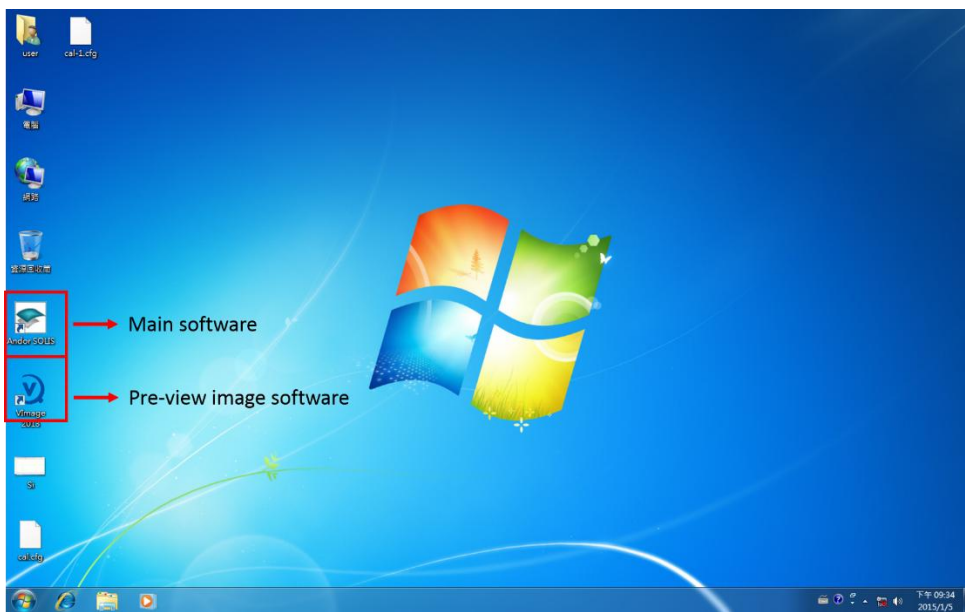 user
cal-1.cfg
電腦
網路
資源回收筒
Andor SOLIS
Main software
Vimage
2015
Pre-view image software
Si
cal.cfg
下午 09:34
2015/1/5